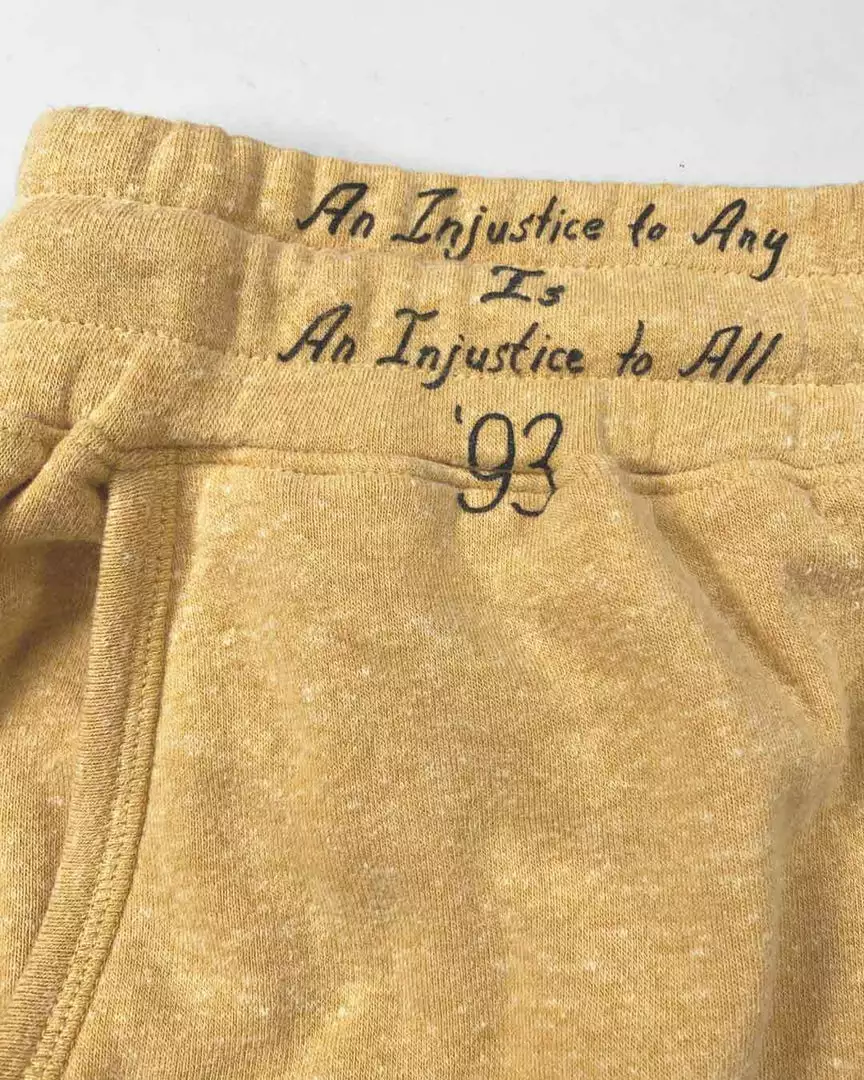 An Injustice to Any
Is
An Injustice to All
'93